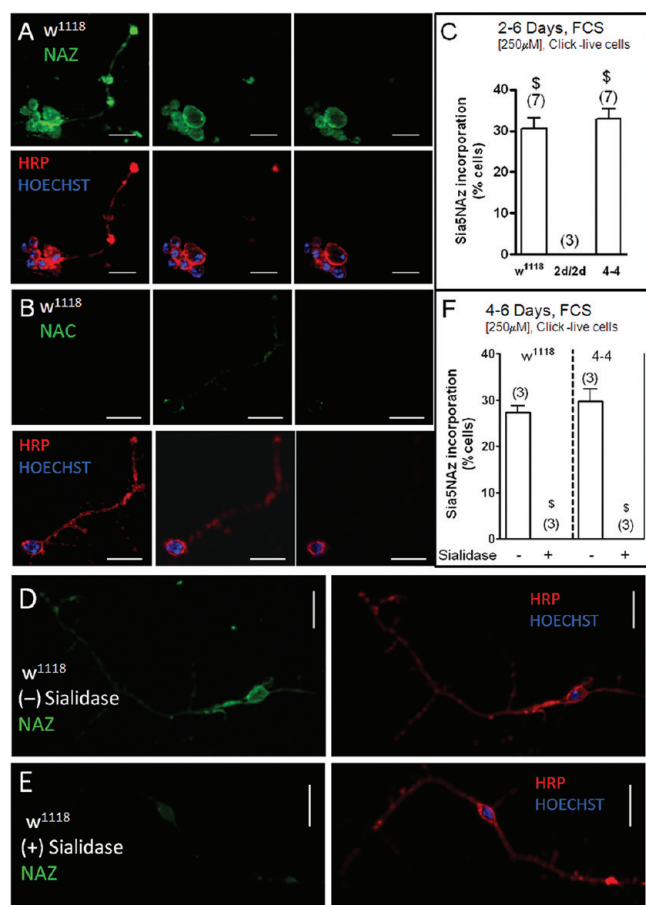 A
w1118
NAZ
HRP
HOECHST
B
w1118
NAC
HRP
HOECHST
C
2-6 Days, FCS
[250µM], Click-live cells
Sia5NAz incorporation
(% cells)
40
30
20
10
0
$
(7)
(3)
$
(7)
w1118 2d/2d 4-4
F
4-6 Days, FCS
[250µM], Click-live cells
Sia5NAz incorporation
(% cells)
40
30
20
10
0
w1118 4-4
(3)
$
(3)
(3)
$
(3)
Sialidase - + - +
D
w1118
(–) Sialidase
NAZ
HRP
HOECHST
E
w1118
(+) Sialidase
NAZ
HRP
HOECHST